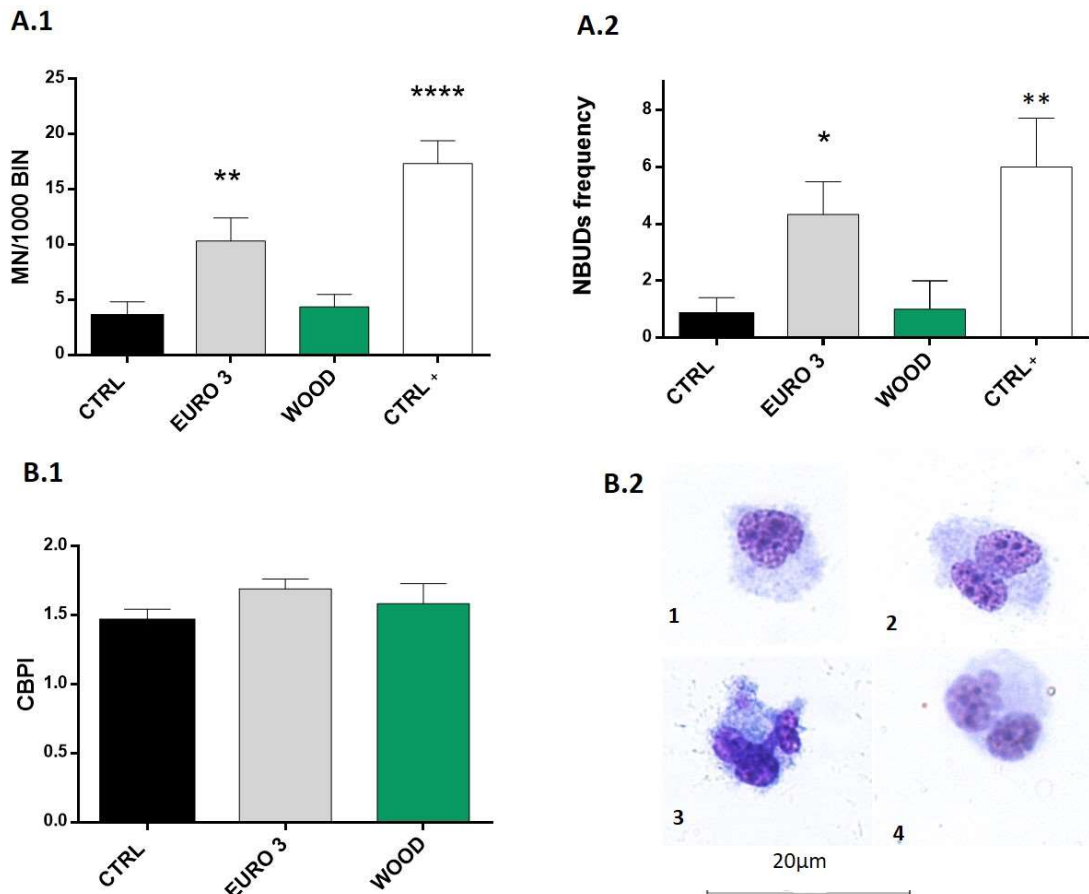 A.1
MN/1000 BIN
25
20
15
10
5
0
**
****
CTRL
EURO 3
WOOD
CTRL +
A.2
NBUDs frequency
8
6
4
2
0
*
**
CTRL
EURO 3
WOOD
CTRL +
B.1
CBPI
2.0
1.5
1.0
0.5
0.0
CTRL
EURO 3
WOOD
B.2
1
2
3
4
20µm